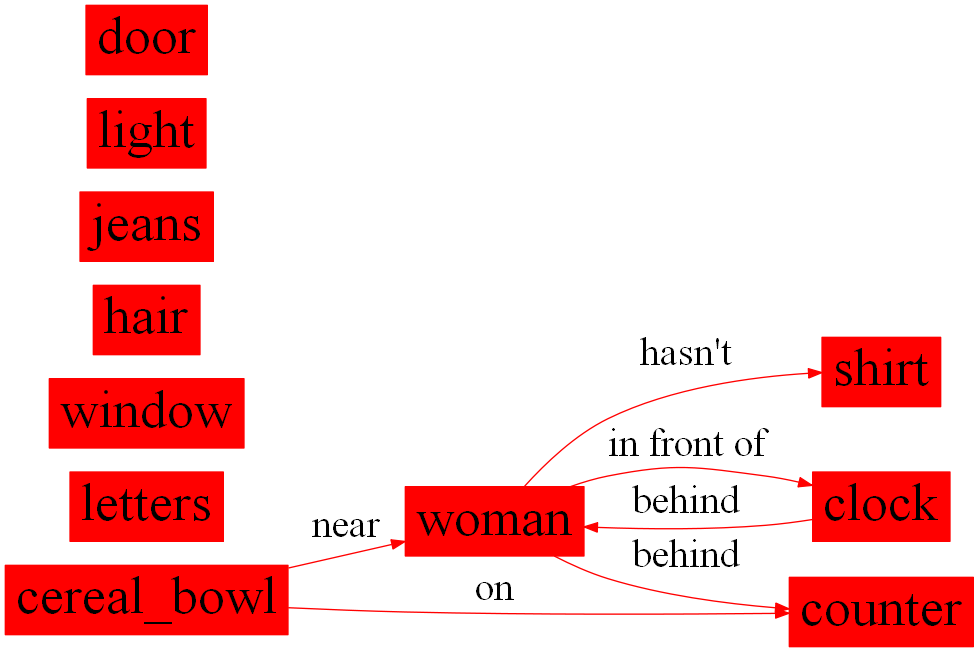 door
light
jeans
hair
window
letters
cereal_bowl
near
on
woman
hasn't
in front of
behind
behind
shirt
clock
counter